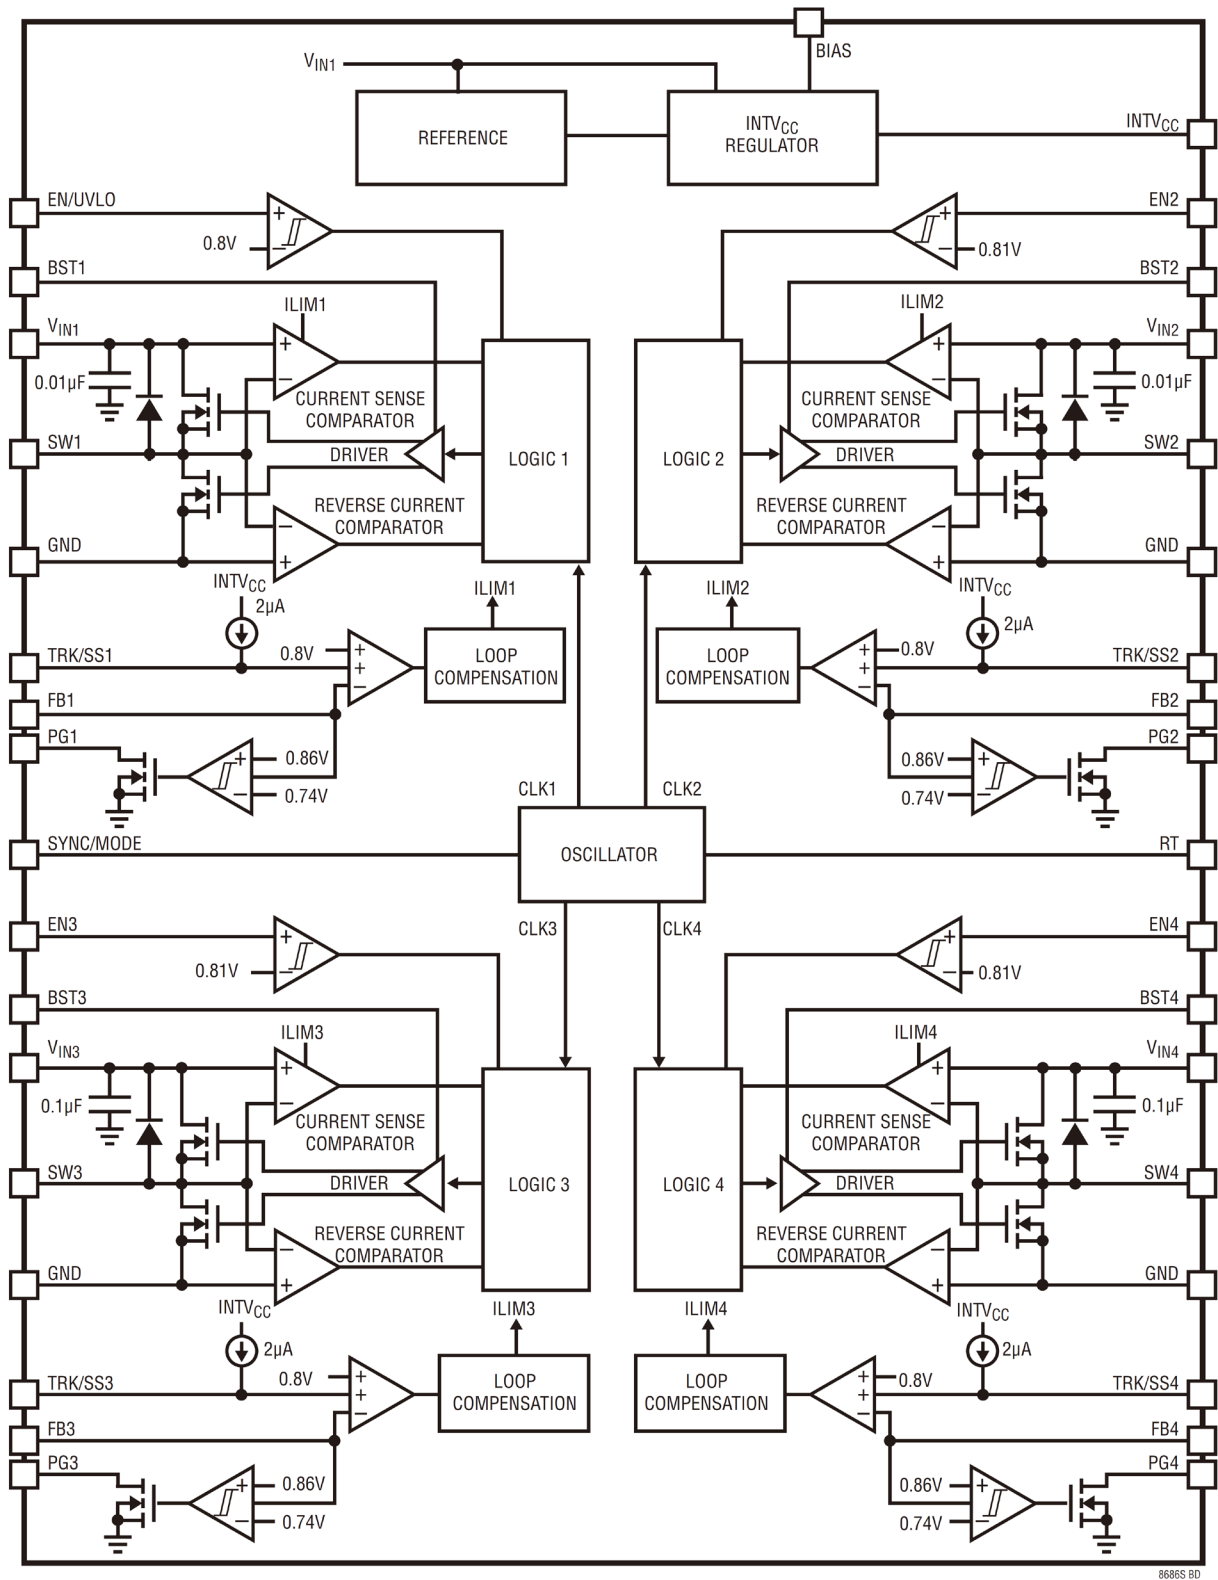 BIAS
VIN1
REFERENCE
INTVCC
REGULATOR
INTVCC
EN/UVLO
0.8V
EN2
0.81V
BST1
BST2
ILIM1
ILIM2
VIN1
VIN2
0.01µF
0.01µF
CURRENT SENSE
COMPARATOR
CURRENT SENSE
COMPARATOR
SW1
DRIVER
LOGIC 1
LOGIC 2
DRIVER
SW2
REVERSE CURRENT
COMPARATOR
REVERSE CURRENT
COMPARATOR
GND
GND
INTVCC
2µA
ILIM1
ILIM2
INTVCC
2µA
TRK/SS1
0.8V
LOOP
COMPENSATION
LOOP
COMPENSATION
0.8V
TRK/SS2
FB1
FB2
PG1
0.86V
0.74V
0.86V
0.74V
PG2
CLK1
CLK2
SYNC/MODE
OSCILLATOR
RT
CLK3
CLK4
EN3
0.81V
EN4
0.81V
BST3
BST4
ILIM3
ILIM4
VIN3
VIN4
0.1µF
0.1µF
CURRENT SENSE
COMPARATOR
CURRENT SENSE
COMPARATOR
SW3
DRIVER
LOGIC 3
LOGIC 4
DRIVER
SW4
REVERSE CURRENT
COMPARATOR
REVERSE CURRENT
COMPARATOR
GND
GND
INTVCC
2µA
ILIM3
ILIM4
INTVCC
2µA
TRK/SS3
0.8V
LOOP
COMPENSATION
LOOP
COMPENSATION
0.8V
TRK/SS4
FB3
FB4
PG3
0.86V
0.74V
0.86V
0.74V
PG4
8686S BD